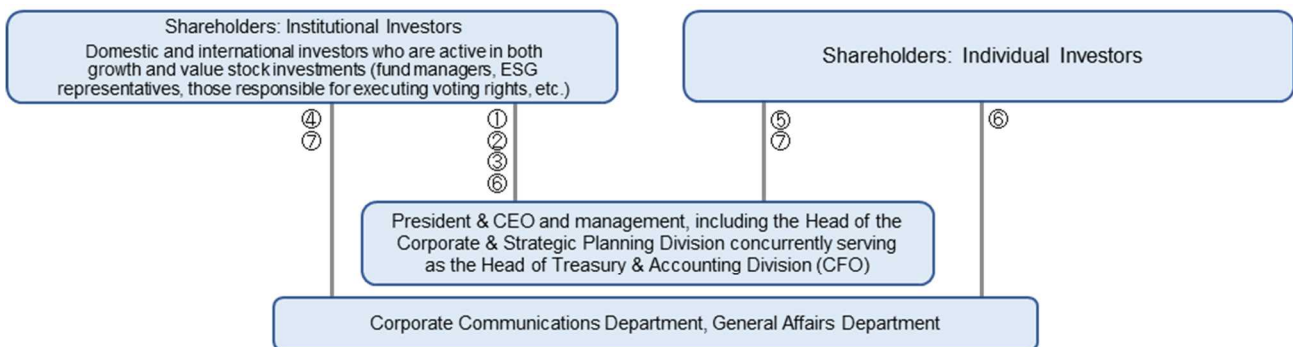 Shareholders: Institutional Investors
Domestic and international investors who are active in both
growth and value stock investments (fund managers, ESG
representatives, those responsible for executing voting rights, etc.)
Shareholders: Individual Investors
④
⑦
①
②
③
⑥
⑤
⑦
⑥
President & CEO and management, including the Head of the
Corporate & Strategic Planning Division concurrently serving
as the Head of Treasury & Accounting Division (CFO)
Corporate Communications Department, General Affairs Department